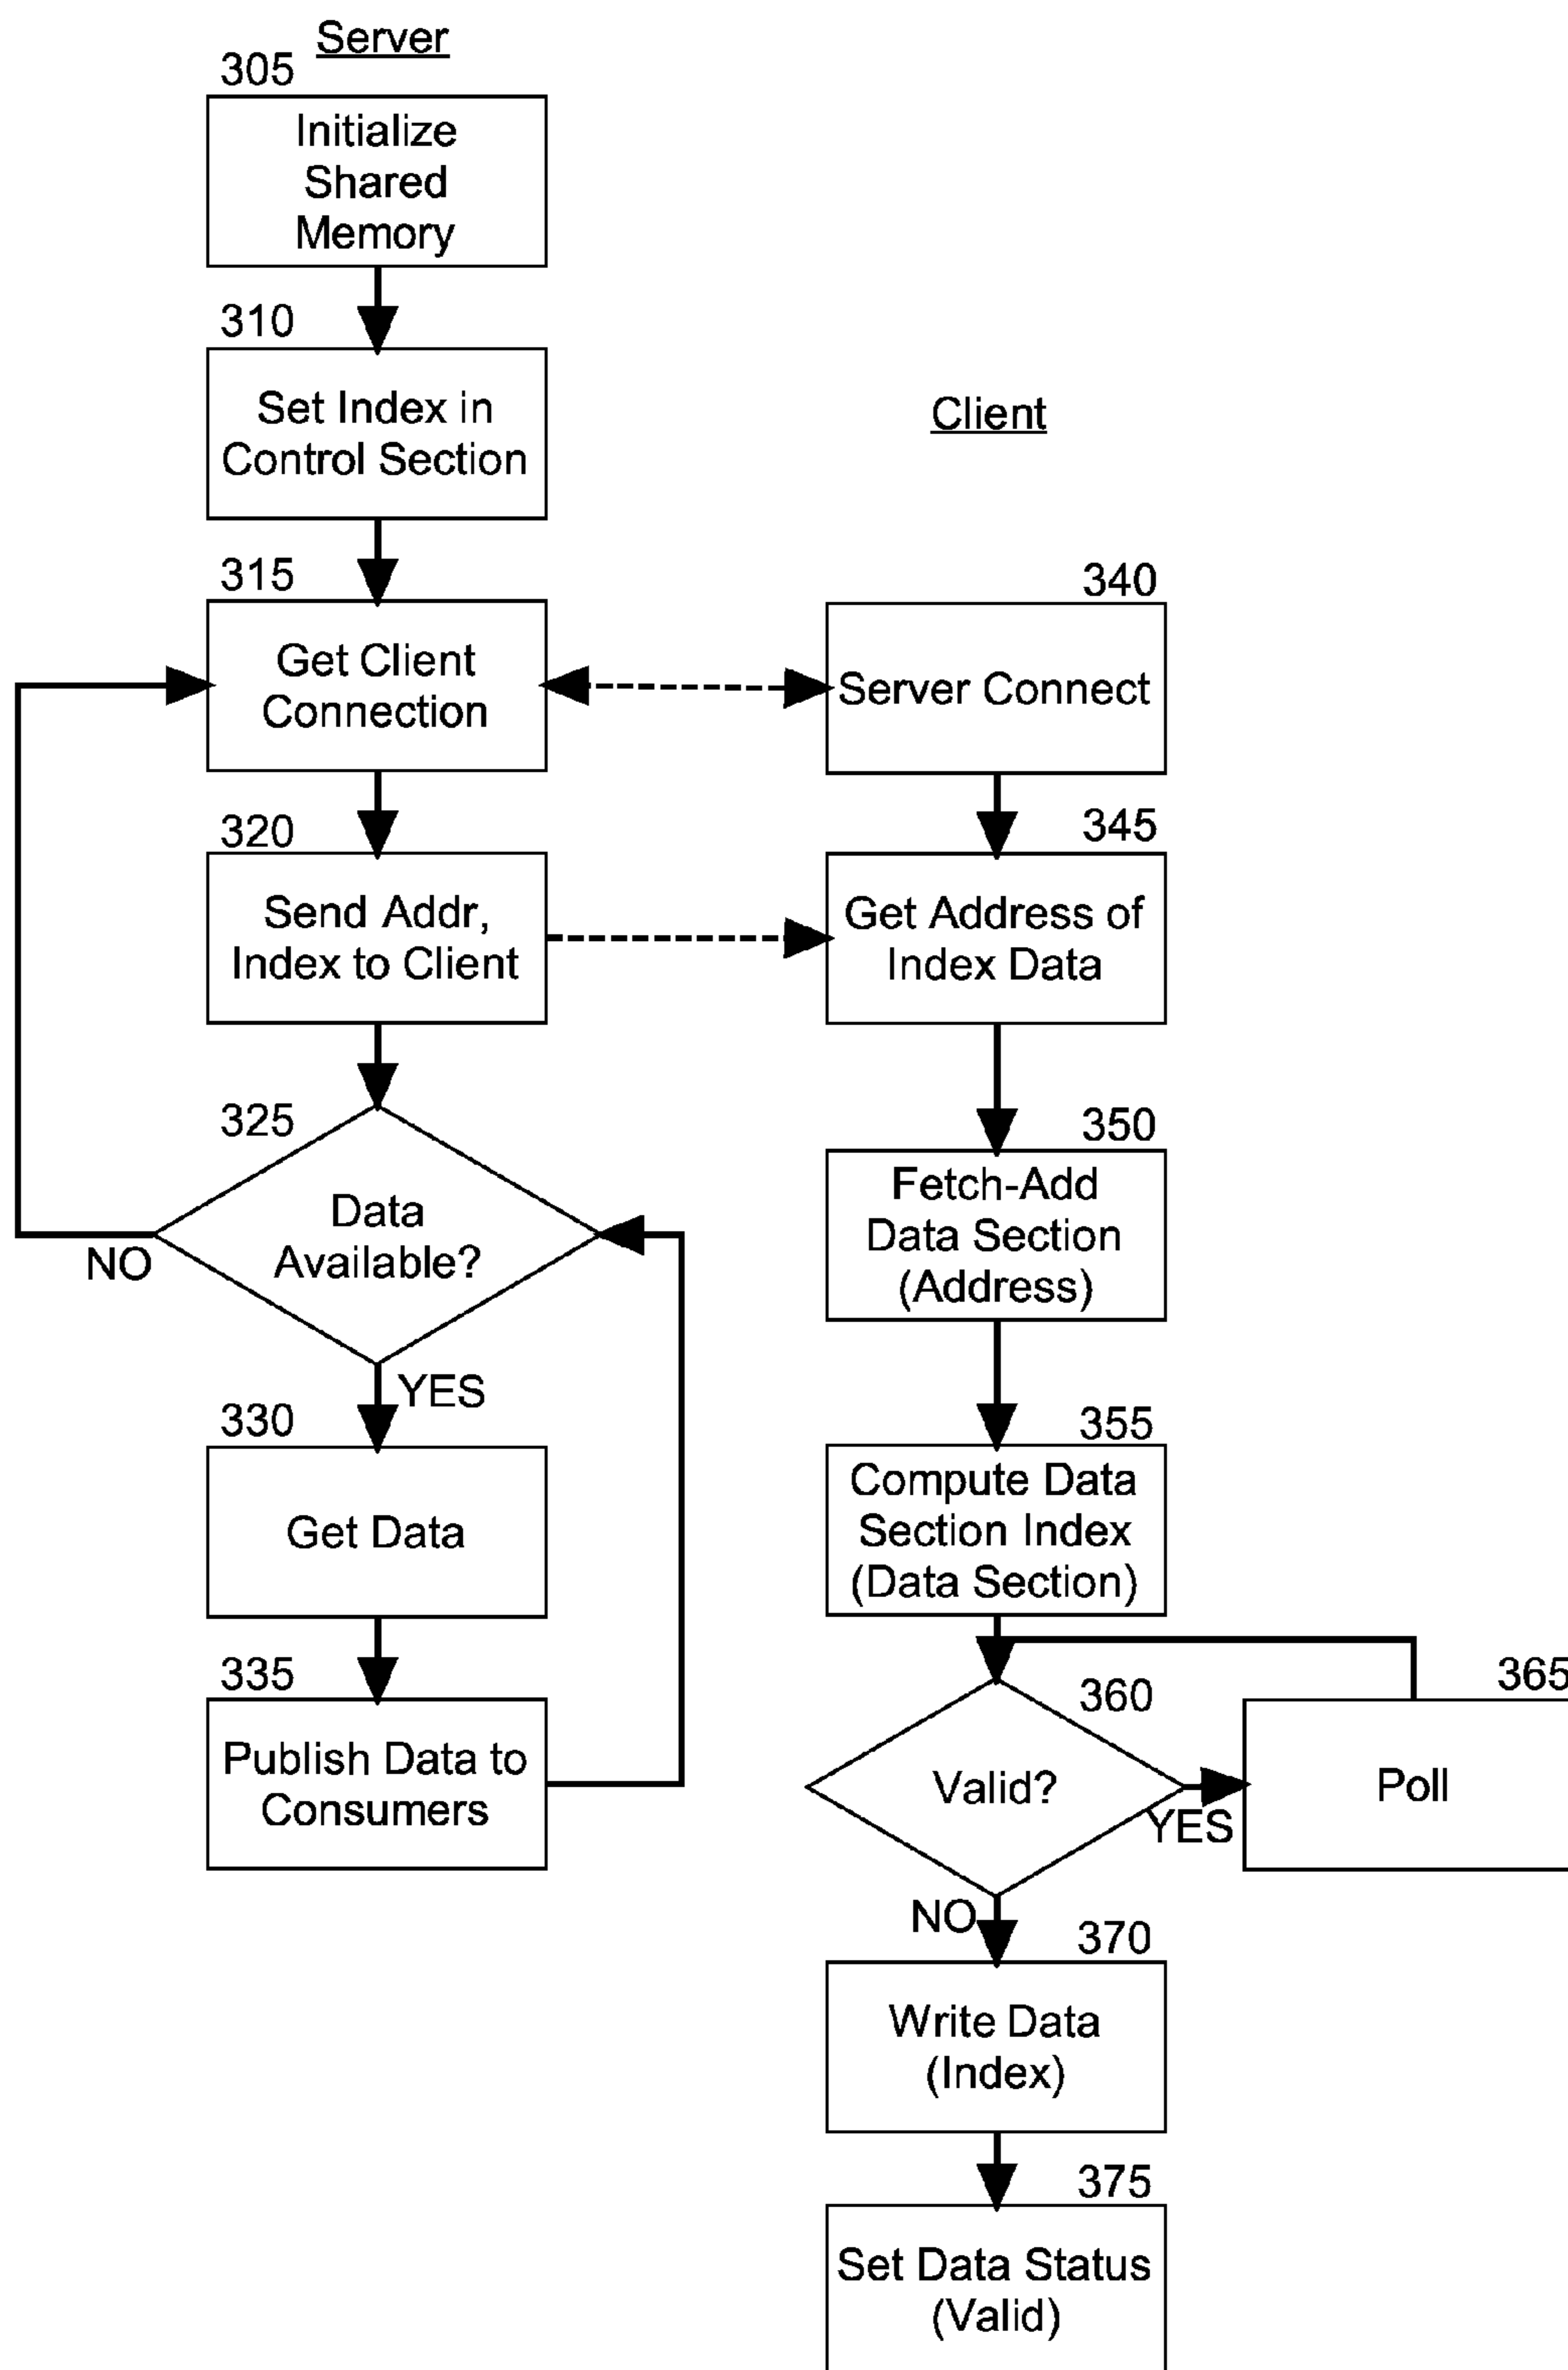 Server
305
Initialize
Shared
Memory
310
Set Index in
Control Section
315
Get Client
Connection
320
Send Addr,
Index to Client
325
Data
Available?
NO
YES
330
Get Data
335
Publish Data to
Consumers
Client
340
Server Connect
345
Get Address of
Index Data
350
Fetch-Add
Data Section
(Address)
355
Compute Data
Section Index
(Data Section)
360
Valid?
YES
365
Poll
NO
370
Write Data
(Index)
375
Set Data Status
(Valid)